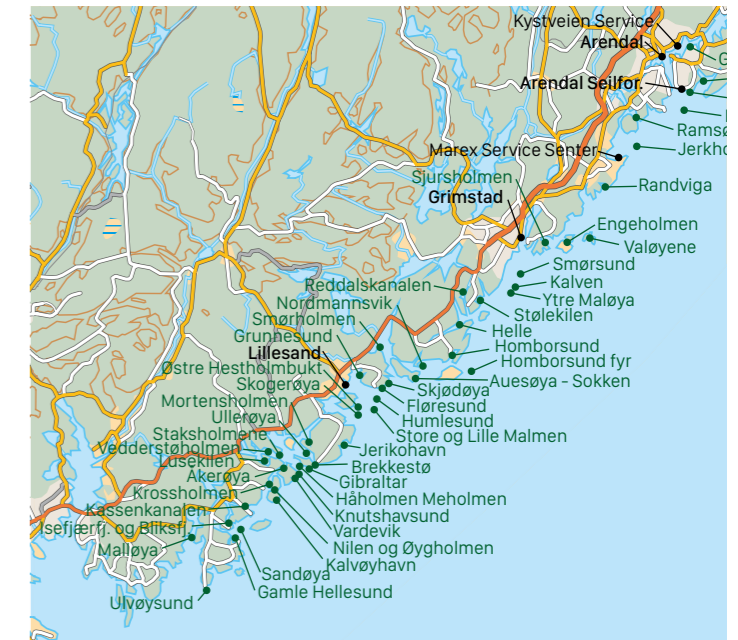 Kystveien Service
Arendal
G
Arendal Seilfor.
Ramsø
Marex Service Senter
Jerkho
Sjursholmen
Randviga
Grimstad
Engeholmen
Valøyene
Smørsund
Reddalskanalen
Kalven
Nordmannsvik
Ytre Maløya
Stølekilen
Smørholmen
Helle
Grunnesund
Homborsund
Lillesand
Homborsund fyr
Østre Hestholmbukt
Auesøya - Sokken
Skogerøya
Skjødøya
Mortensholmen
Fløresund
Ullerøya
Humlesund
Staksholmene
Store og Lille Malmen
Vedderstøholmen
Jerikohavn
Lusekilen
Brekkestø
Akerøya
Gibraltar
Krossholmen
Håholmen Meholmen
Kassenkanalen
Knutshavsund
Isefjærfj. og Bliksfj.
Vardevik
Malløya
Nilen og Øygholmen
Kalvøyhavn
Sandøya
Gamle Hellesund
Ulvøysund